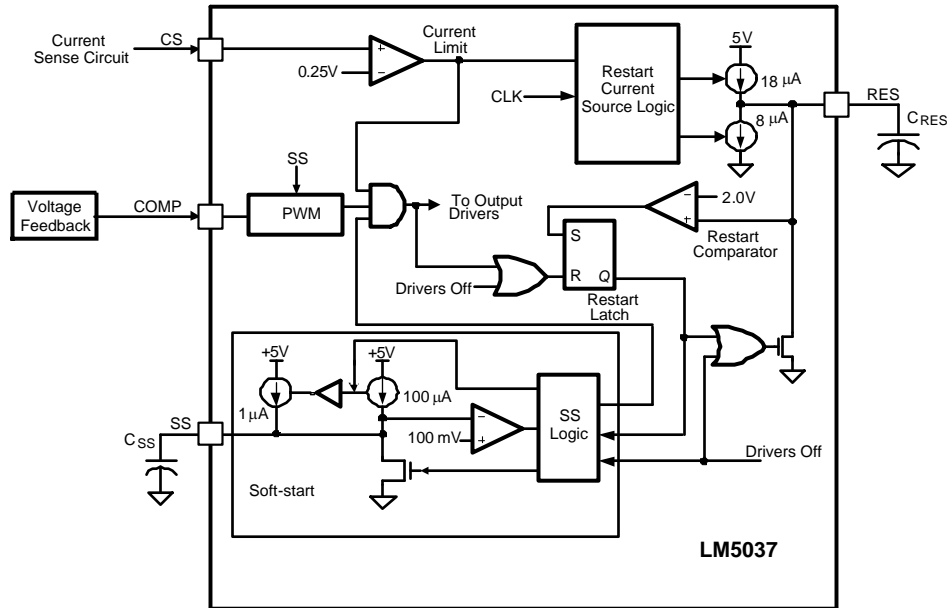 Current
Sense Circuit
CS
0.25V
Current
Limit
CLK
Restart
Current
Source Logic
5V
18 µA
8 µA
RES
CRES
SS
Voltage
Feedback
COMP
PWM
To Output
Drivers
2.0V
Restart
Comparator
S
R Q
Drivers Off
Restart
Latch
+5V
+5V
1 µA
100 µA
SS
CSS
100 mV
SS
Logic
Drivers Off
Soft-start
LM5037